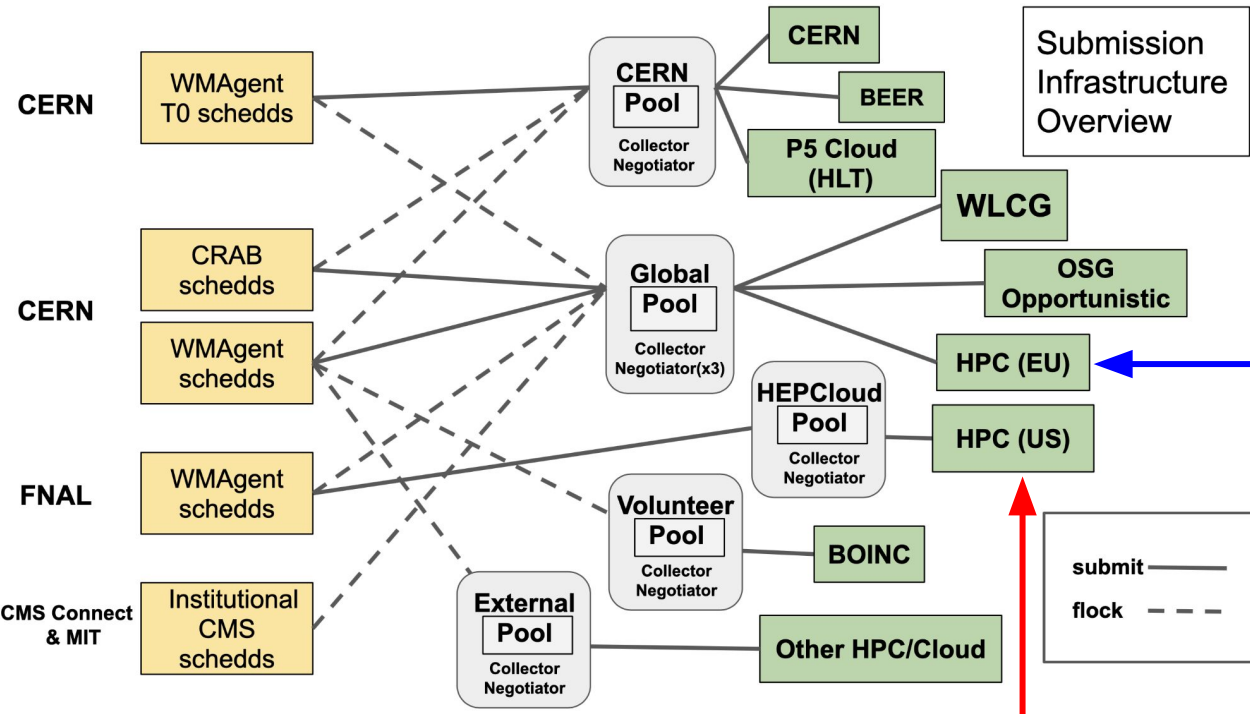 CERN
WMAgent
T0 schedds
CERN
Pool
Collector
Negotiator
CERN
BEER
P5 Cloud
(HLT)
Submission
Infrastructure
Overview
CERN
CRAB
schedds
WMAgent
schedds
Global
Pool
Collector
Negotiator(x3)
WLCG
OSG
Opportunistic
HPC (EU)
HEPCloud
Pool
Collector
Negotiator
HPC (US)
FNAL
WMAgent
schedds
Volunteer
Pool
Collector
Negotiator
BOINC
CMS Connect
& MIT
Institutional
CMS
schedds
External
Pool
Collector
Negotiator
Other HPC/Cloud
submit
flock